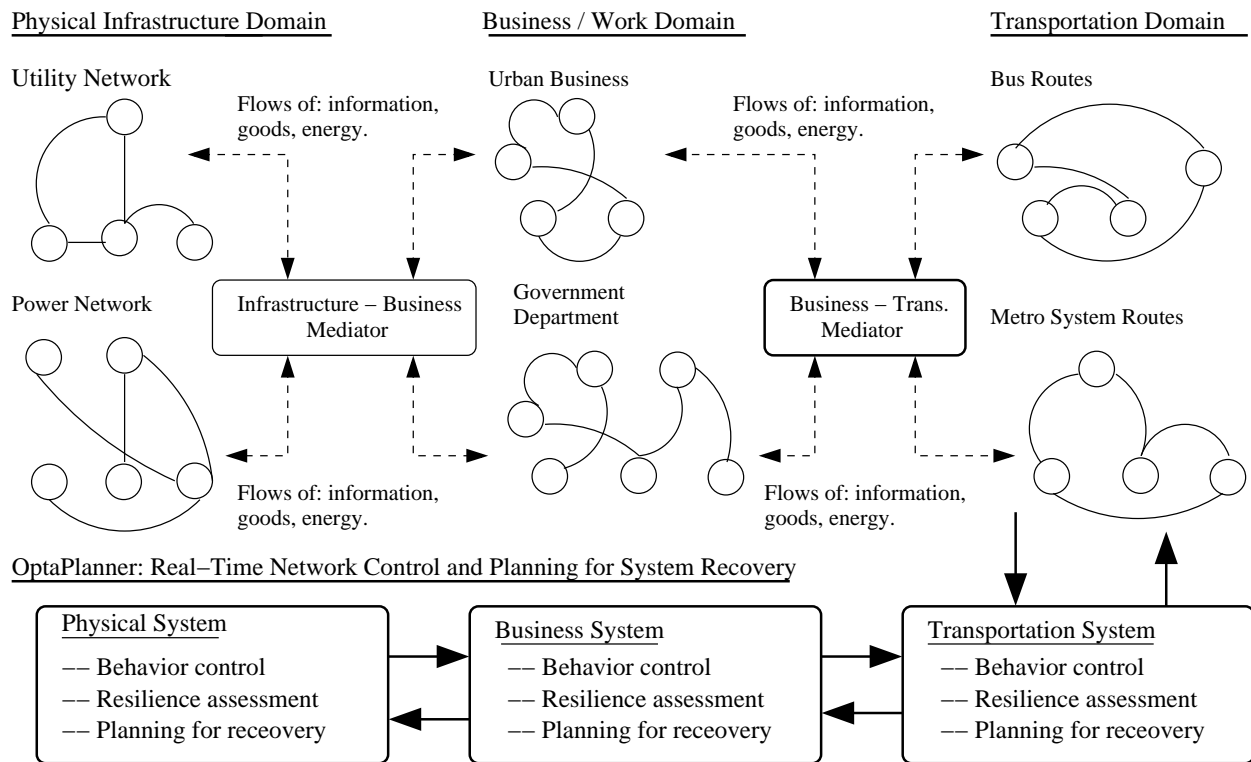 Physical Infrastructure Domain
Business / Work Domain
Transportation Domain
Utility Network
Urban Business
Bus Routes
Flows of: information,
goods, energy.
Flows of: information,
goods, energy.
Power Network
Infrastructure – Business
Mediator
Government
Department
Business – Trans.
Mediator
Metro System Routes
Flows of: information,
goods, energy.
Flows of: information,
goods, energy.
OptaPlanner: Real–Time Network Control and Planning for System Recovery
Physical System
–– Behavior control
–– Resilience assessment
–– Planning for receovery
Business System
–– Behavior control
–– Resilience assessment
–– Planning for receovery
Transportation System
–– Behavior control
–– Resilience assessment
–– Planning for receovery